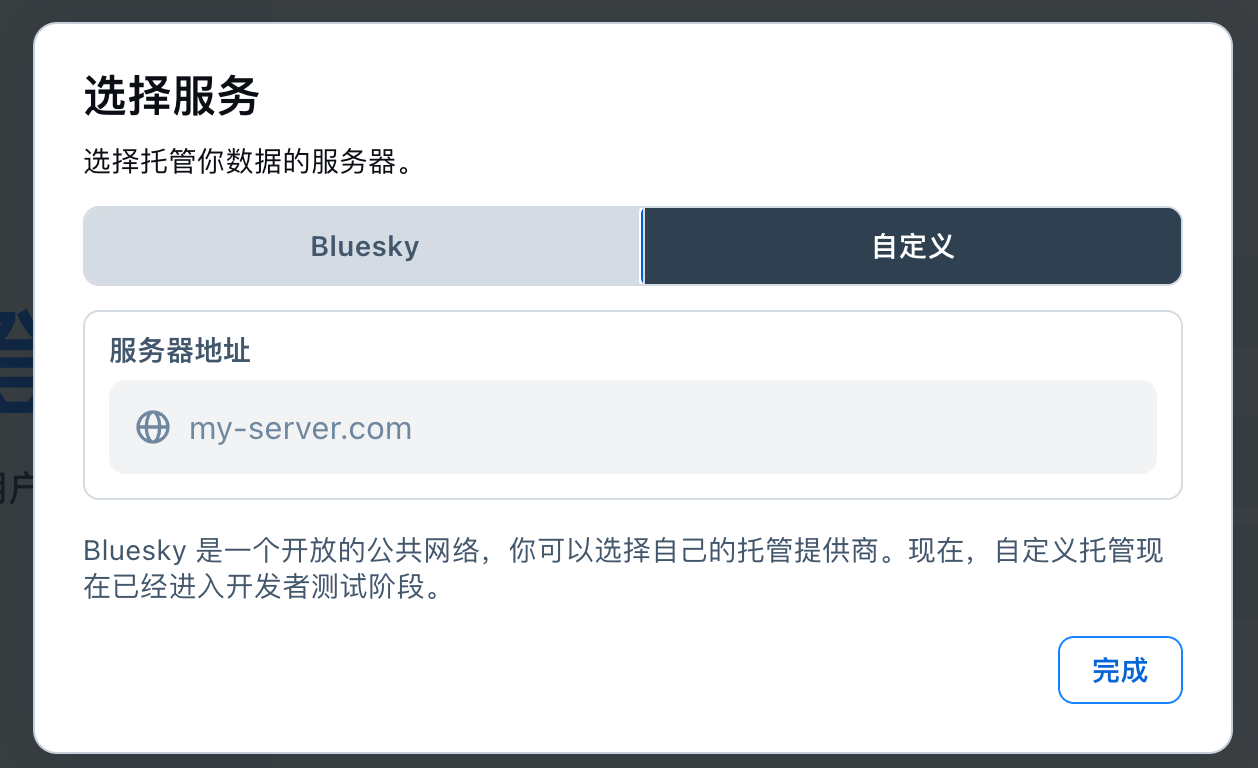 选择服务
选择托管你数据的服务器。
Bluesky
自定义
服务器地址
my-server.com
Bluesky 是一个开放的公共网络，你可以选择自己的托管提供商。现在，自定义托管现
在已经进入开发者测试阶段。
完成